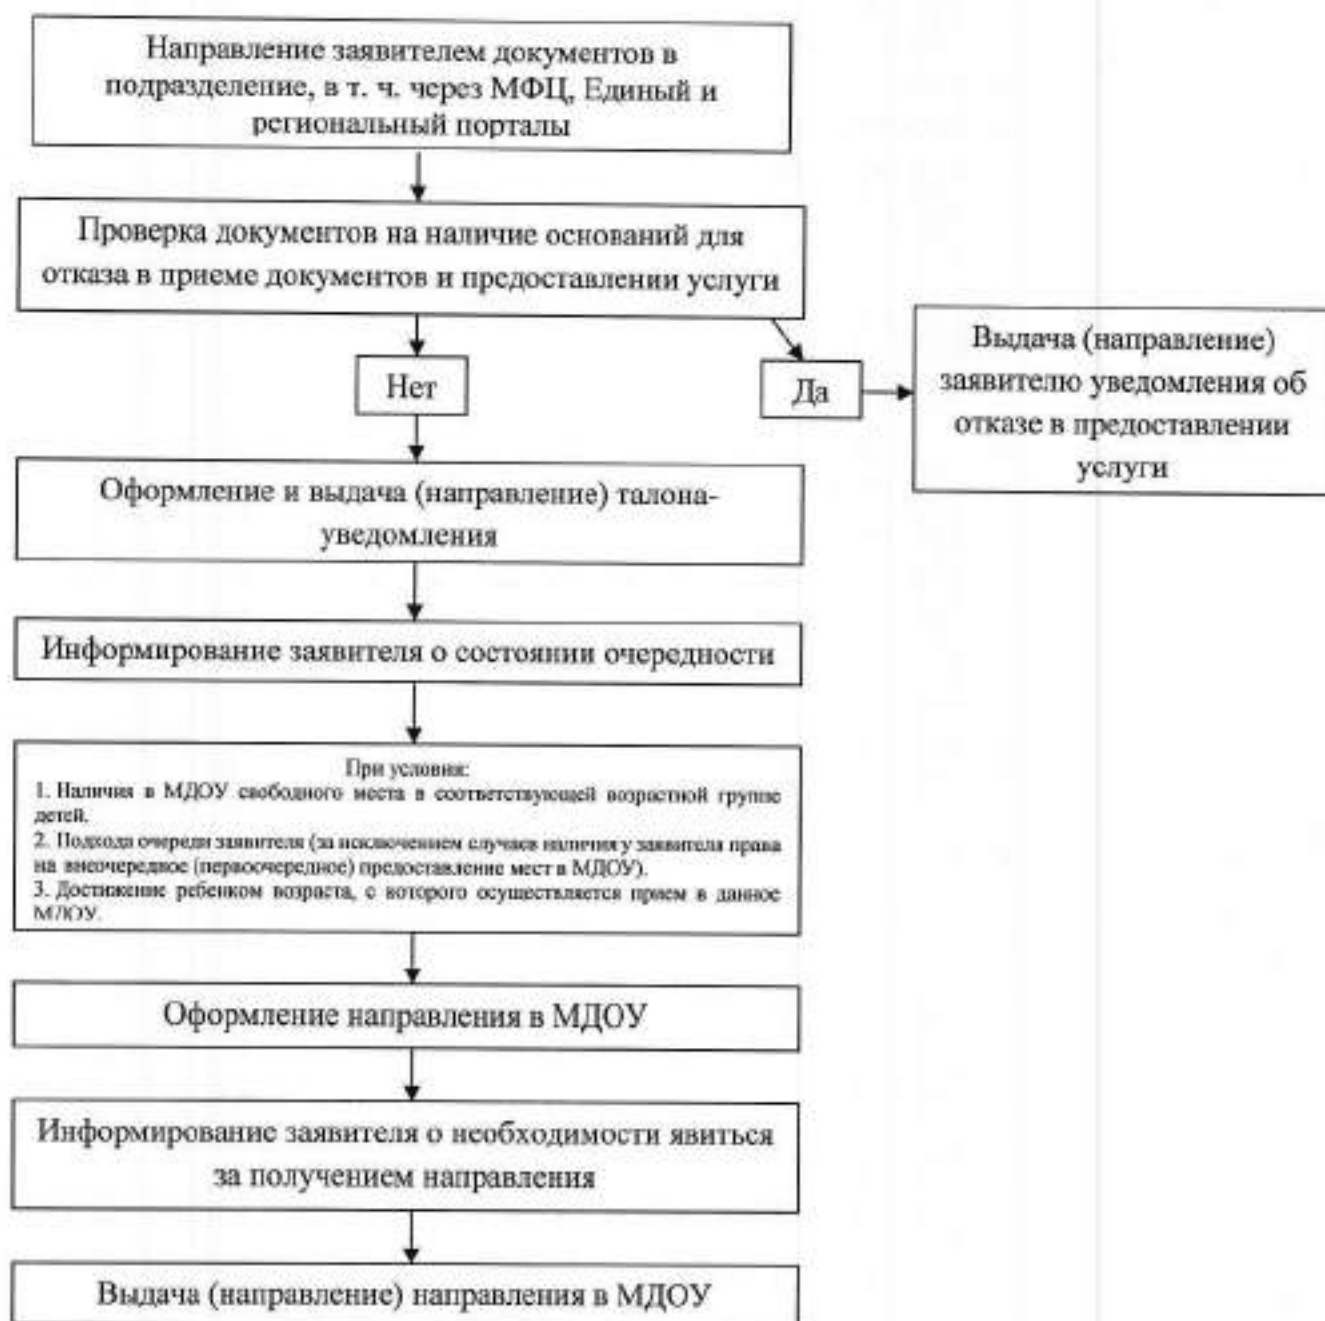 Направление заявителем документов в
подразделение, в т. ч. через МФЦ, Единый и
региональный порталы
Проверка документов на наличие оснований для
отказа в приеме документов и предоставлении услуги
Нет
Да
Выдача (направление)
заявителю уведомления об
отказе в предоставлении
услуги
Оформление и выдача (направление) талона-
уведомления
Информирование заявителя о состоянии очередности
При условия:
1. Наличия в МДОУ свободного места в соответствующей возрастной группе
детей.
2. Подхода очереди заявителя (за исключением случаев наличия у заявителя права
на внеочередное (первоочередное) предоставление мест в МДОУ).
3. Достижение ребенком возраста, с которого осуществляется прием в данное
МДОУ.
Оформление направления в МДОУ
Информирование заявителя о необходимости явиться
за получением направления
Выдача (направление) направления в МДОУ